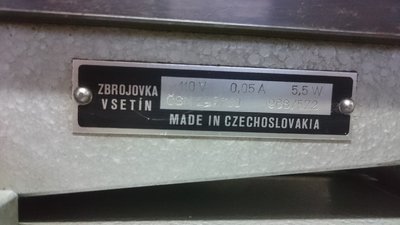 ZBROJOVKA
VSETÍN
110 V 0,05 A 5,5 W
MADE IN CZECHOSLOVAKIA